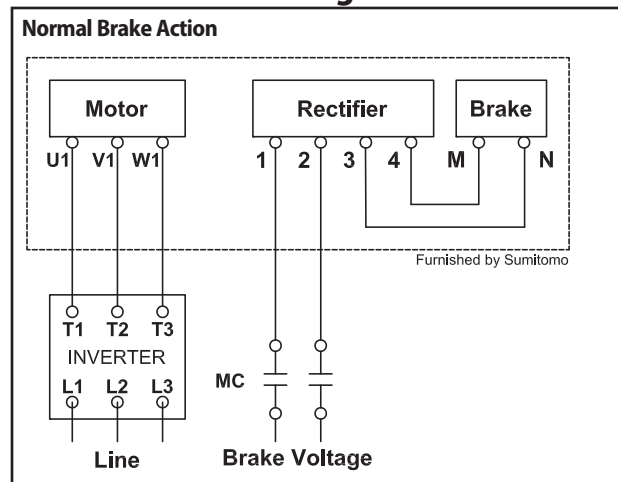 Normal Brake Action
Motor
Rectifier
Brake
U1 V1 W1
1 2 3 4 M N
Furnished by Sumitomo
T1 T2 T3
INVERTER
L1 L2 L3
MC
Line
Brake Voltage